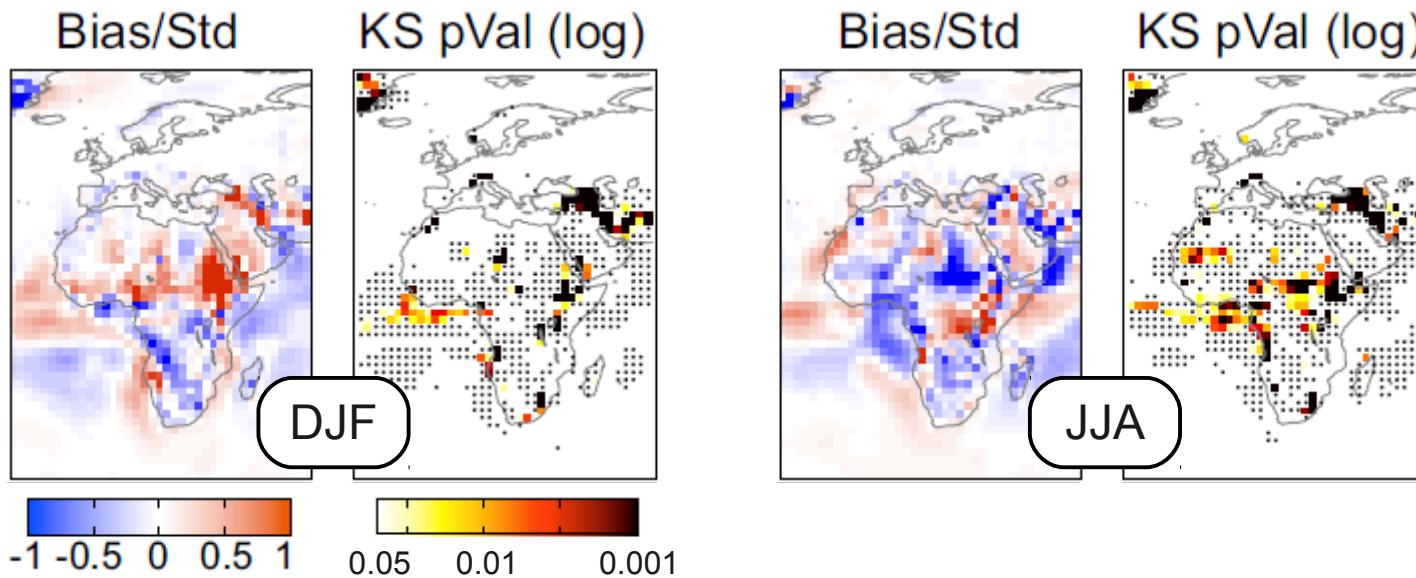 Bias/Std KS pVal (log) Bias/Std KS pVal (log)
DJF JJA
-1 -0.5 0 0.5 1 0.05 0.01 0.001